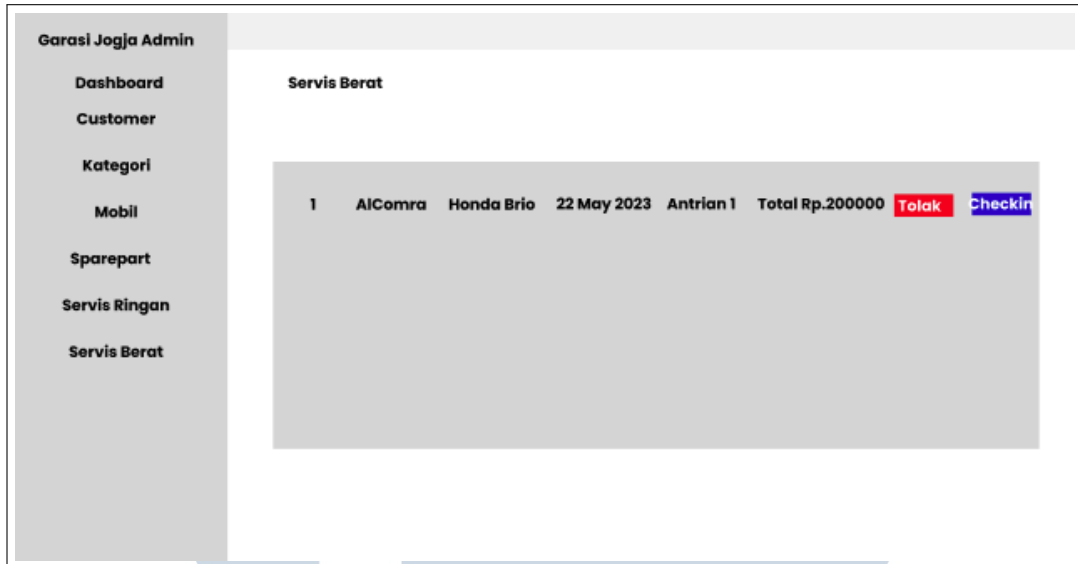 Garasi Jogja Admin
Dashboard
Customer
Kategori
Mobil
Sparepart
Servis Ringan
Servis Berat
Servis Berat
1 AlComra Honda Brio 22 May 2023 Antrian 1 Total Rp.200000 Tolak Checkin